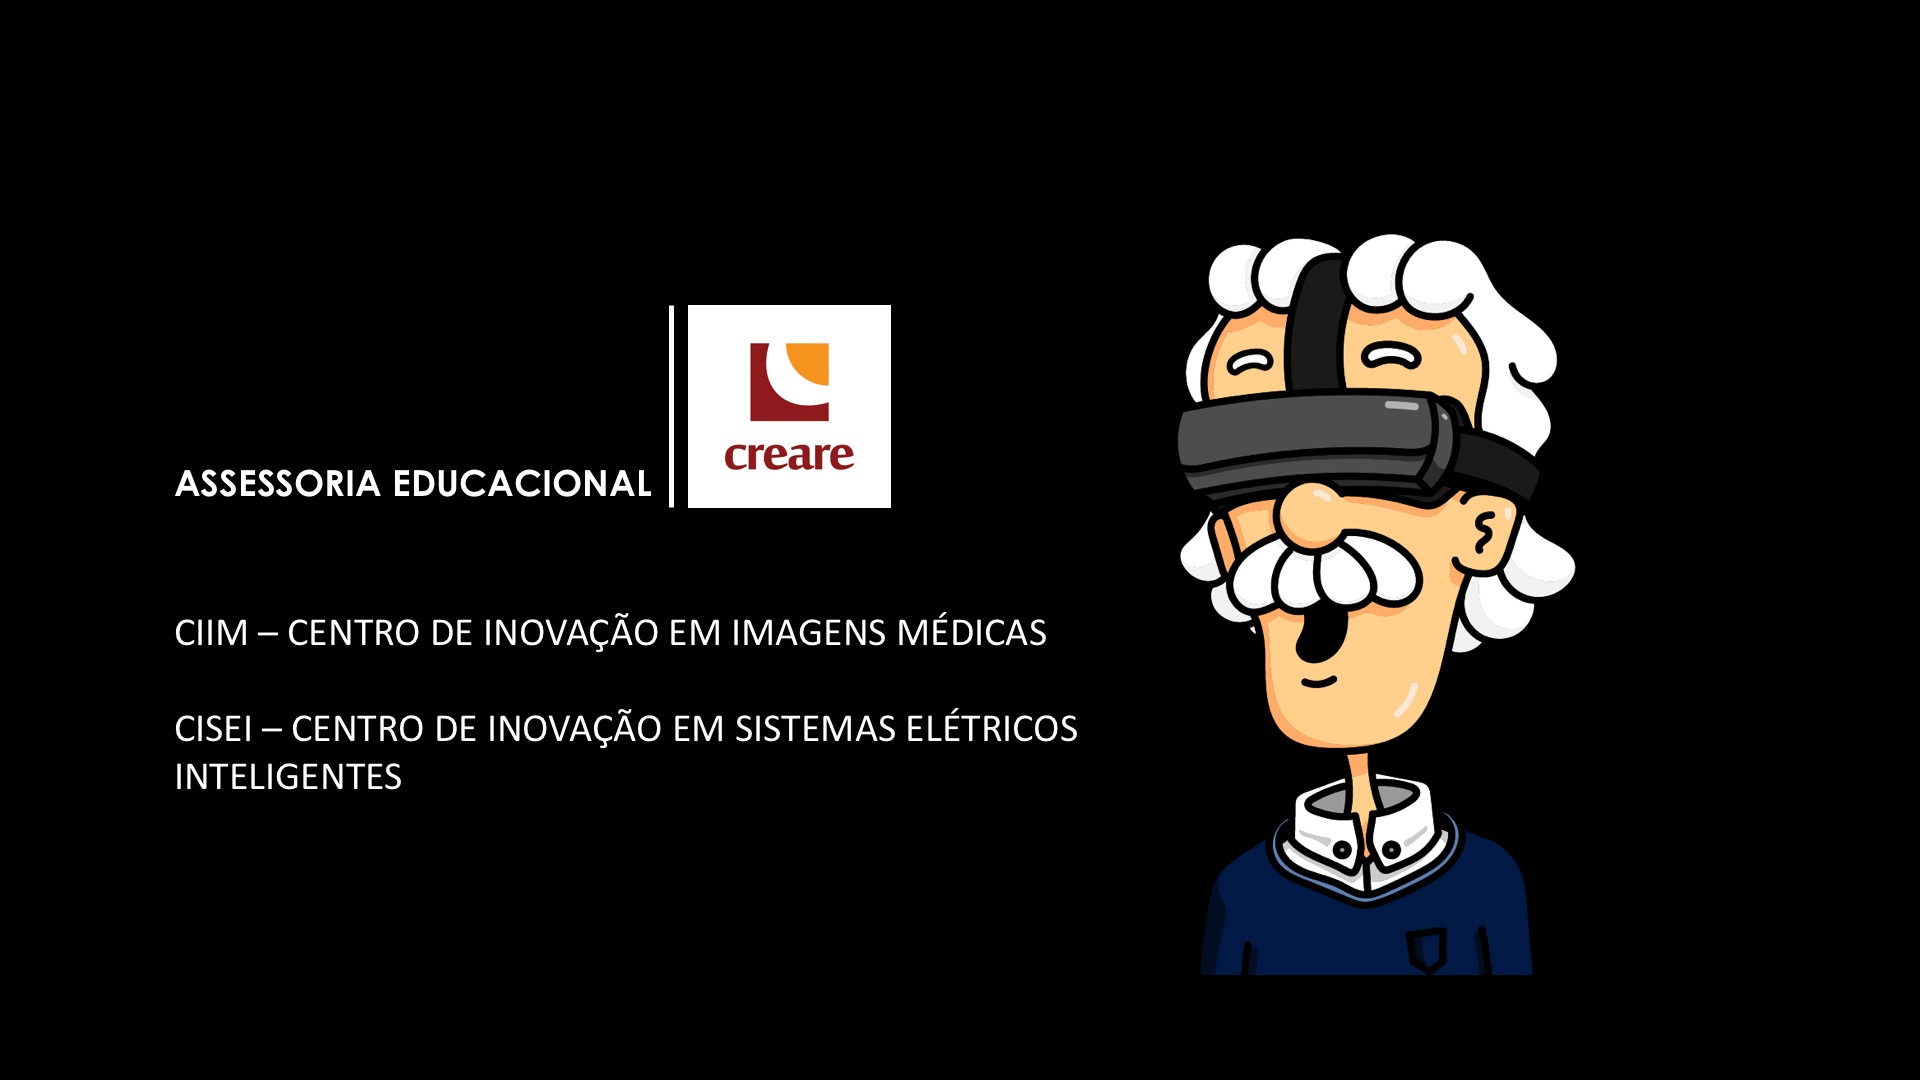 ASSESSORIA EDUCACIONAL
creare
CIIM – CENTRO DE INOVAÇÃO EM IMAGENS MÉDICAS
CISEI – CENTRO DE INOVAÇÃO EM SISTEMAS ELÉTRICOS
INTELIGENTES